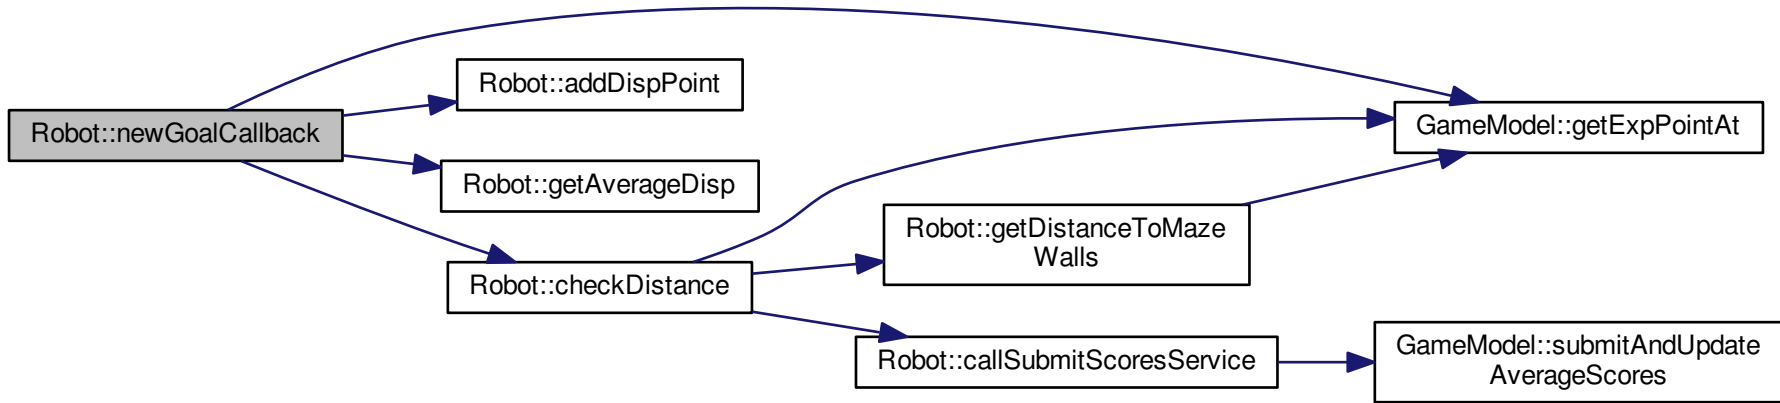 Robot::newGoalCallback
Robot::addDispPoint
Robot::getAverageDisp
Robot::checkDistance
Robot::getDistanceToMaze
Walls
Robot::callSubmitScoresService
GameModel::getExpPointAt
GameModel::submitAndUpdate
AverageScores